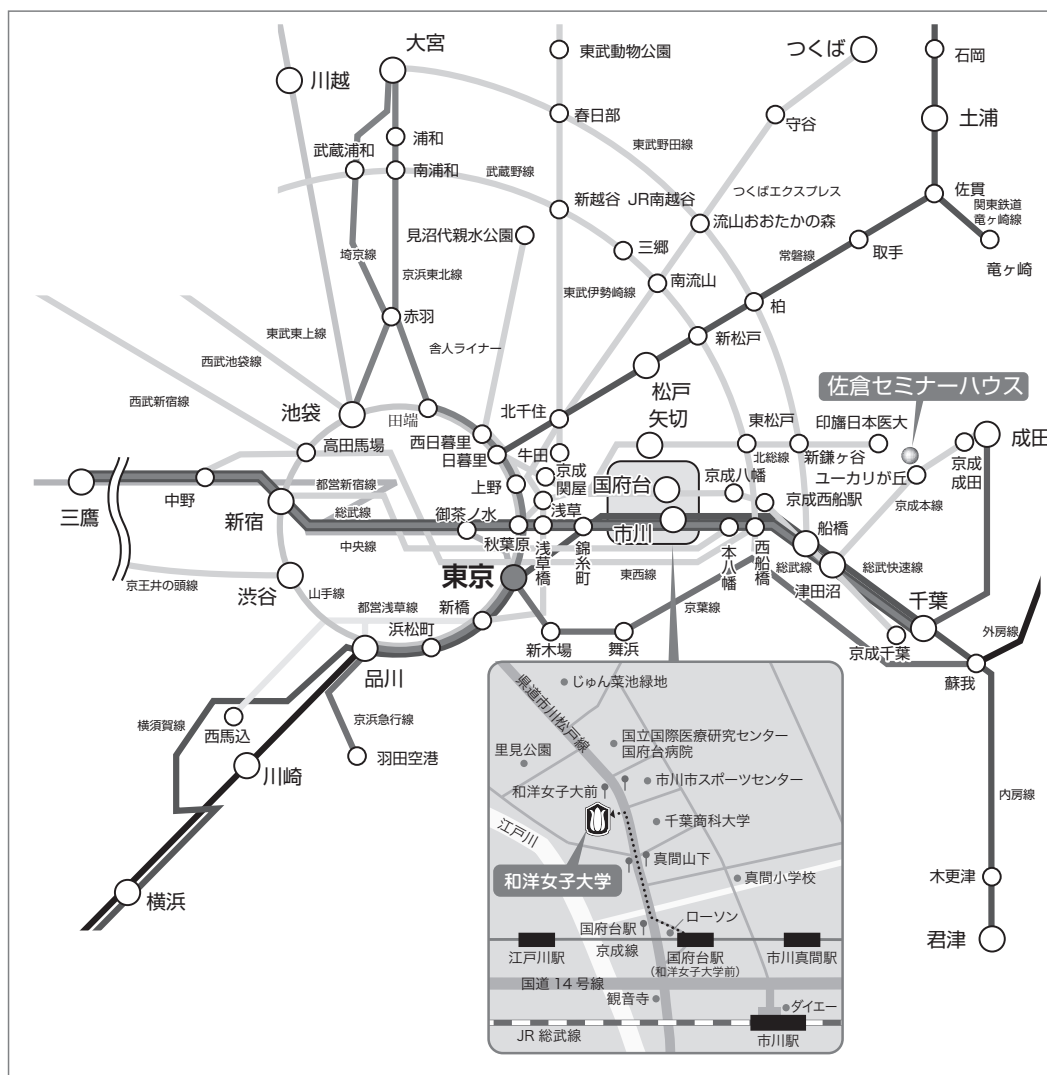 大宮
東武動物公園
つくば
石岡
川越
春日部
守谷
土浦
浦和
武蔵浦和
南浦和
武蔵野線
東武野田線
つくばエクスプレス
佐貫
関東鉄道
竜ヶ崎線
新越谷 JR南越谷
流山おおたかの森
見沼代親水公園
三郷
取手
竜ヶ崎
埼京線
京浜東北線
常磐線
東武伊勢崎線
南流山
柏
赤羽
東武東上線
舎人ライナー
新松戸
西武池袋線
松戸
佐倉セミナーハウス
西武新宿線
池袋
田端
北千住
矢切
東松戸
印旛日本医大
成田
高田馬場
西日暮里
日暮里
牛田
京成
関屋
北総線
新鎌ヶ谷
ユーカリが丘
京成
成田
京成八幡
京成西船駅
京成本線
三鷹
中野
都営新宿線
上野
国府台
新宿
総武線
御茶ノ水
浅草
市川
船橋
中央線
秋葉原
浅草橋
錦糸町
本八幡
西船橋
総武線
総武快速線
東西線
津田沼
東京
京王井の頭線
渋谷
山手線
都営浅草線
新橋
浜松町
京葉線
千葉
外房線
新木場
舞浜
京成千葉
蘇我
品川
横須賀線
西馬込
京浜急行線
羽田空港
川崎
横浜
内房線
木更津
君津
じゅん菜池緑地
県道市川松戸線
国立国際医療研究センター
国府台病院
里見公園
市川市スポーツセンター
和洋女子大前
千葉商科大学
江戸川
真間山下
和洋女子大学
真間小学校
ローソン
国府台駅
京成線
江戸川駅
国府台駅
(和洋女子大学前)
市川真間駅
国道14号線
観音寺
ダイエー
JR 総武線
市川駅